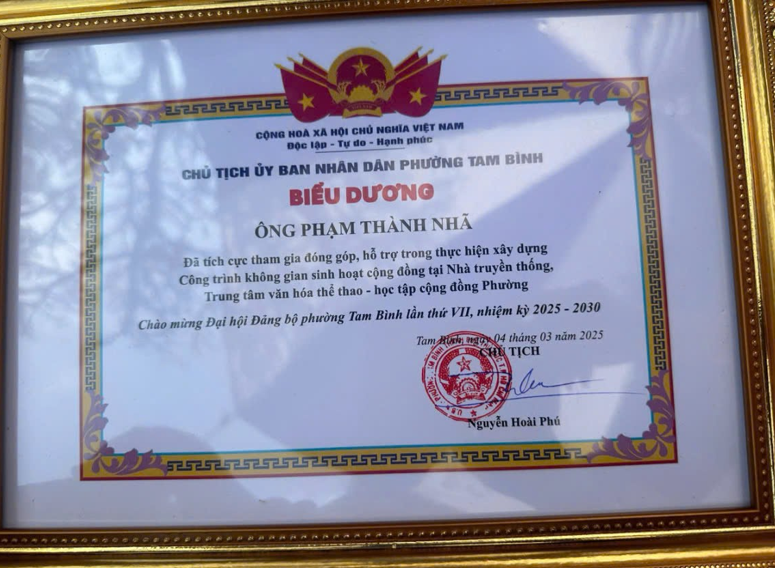 CỘNG HOÀ XÃ HỘI CHỦ NGHĨA VIỆT NAM
Độc lập - Tự do - Hạnh phúc
CHỦ TỊCH ỦY BAN NHÂN DÂN PHƯỜNG TAM BÌNH
BIỂU DƯƠNG
ÔNG PHẠM THÀNH NHÃ
Đã tích cực tham gia đóng góp, hỗ trợ trong thực hiện xây dựng
Công trình không gian sinh hoạt cộng đồng tại Nhà truyền thống,
Trung tâm văn hóa thể thao - học tập cộng đồng Phường
Chào mừng Đại hội Đảng bộ phường Tam Bình lần thứ VII, nhiệm kỳ 2025 - 2030
Tam Bình, ngày 04 tháng 03 năm 2025
CHỦ TỊCH
Nguyễn Hoài Phú